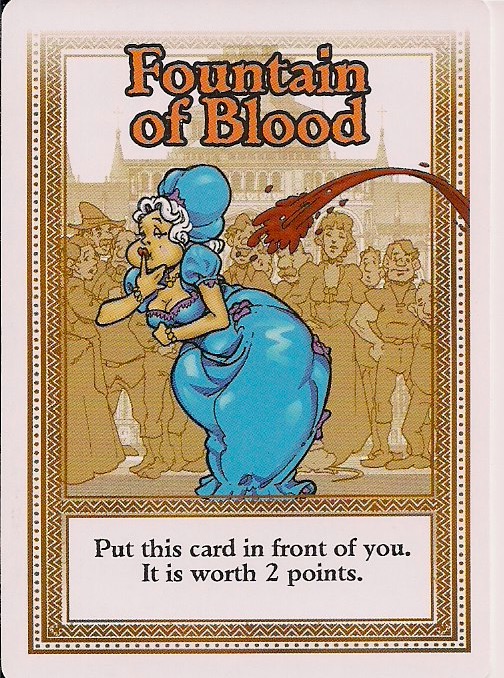 Fountain
of Blood
Put this card in front of you.
It is worth 2 points.